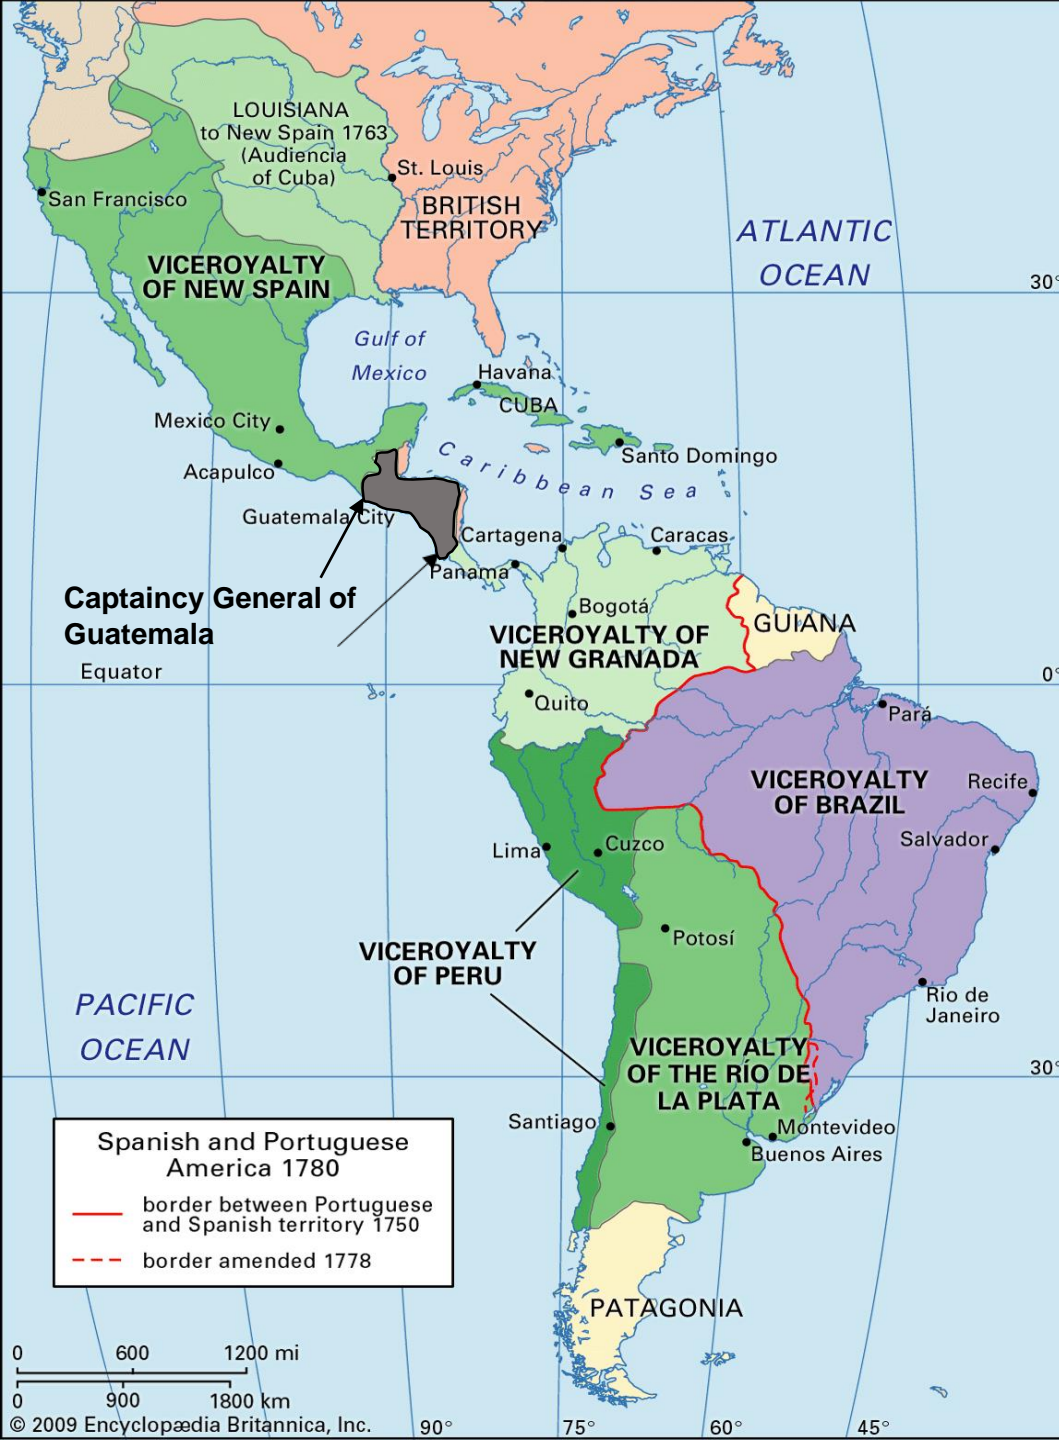 LOUISIANA
to New Spain 1763
(Audiencia
of Cuba)
St. Louis
San Francisco
BRITISH
TERRITORY
ATLANTIC
OCEAN
VICEROYALTY
OF NEW SPAIN
30°
Gulf of
Mexico
Havana
CUBA
Mexico City
Santo Domingo
Acapulco
Caribbean Sea
Guatemala City
Cartagena
Caracas
Panama
Captaincy General of
Guatemala
Bogotá
GUIANA
VICEROYALTY OF
NEW GRANADA
Equator
0°
Quito
Pará
VICEROYALTY
OF BRAZIL
Recife
Salvador
Lima
Cuzco
Potosí
VICEROYALTY
OF PERU
Rio de
Janeiro
PACIFIC
OCEAN
VICEROYALTY
OF THE RÍO DE
LA PLATA
30°
Santiago
Montevideo
Buenos Aires
Spanish and Portuguese
America 1780
border between Portuguese
and Spanish territory 1750
border amended 1778
PATAGONIA
0 600 1200 mi
0 900 1800 km
© 2009 Encyclopædia Britannica, Inc.
90° 75° 60° 45°